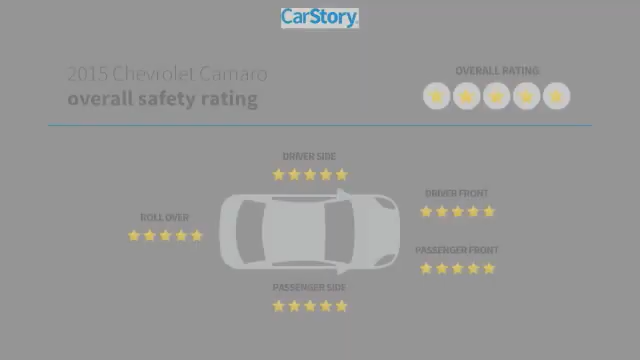 CarStory
2015 Chevrolet Camaro
overall safety rating
OVERALL RATING
DRIVER SIDE
DRIVER FRONT
ROLL OVER
PASSENGER FRONT
PASSENGER SIDE